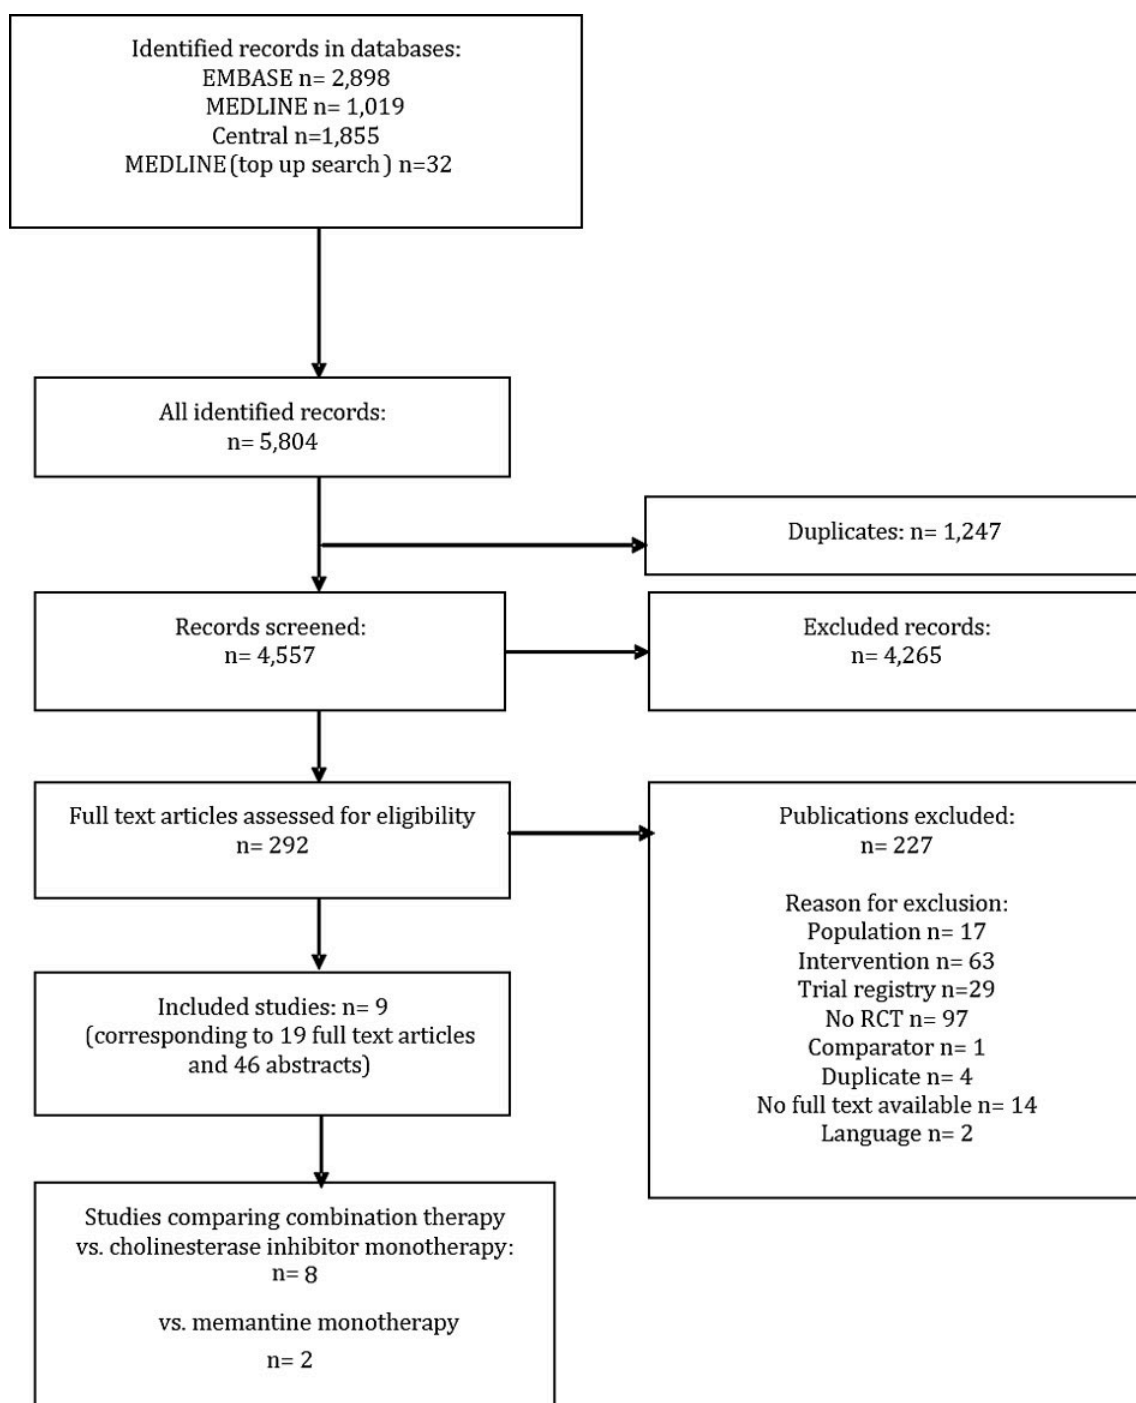 Identified records in databases:
EMBASE n= 2,898
MEDLINE n= 1,019
Central n=1,855
MEDLINE (top up search) n=32
All identified records:
n= 5,804
Duplicates: n= 1,247
Records screened:
n= 4,557
Excluded records:
n= 4,265
Full text articles assessed for eligibility
n= 292
Publications excluded:
n= 227
Reason for exclusion:
Population n= 17
Intervention n= 63
Trial registry n=29
No RCT n= 97
Comparator n= 1
Duplicate n= 4
No full text available n= 14
Language n= 2
Included studies: n= 9
(corresponding to 19 full text articles
and 46 abstracts)
Studies comparing combination therapy
vs. cholinesterase inhibitor monotherapy:
n= 8
vs. memantine monotherapy
n= 2